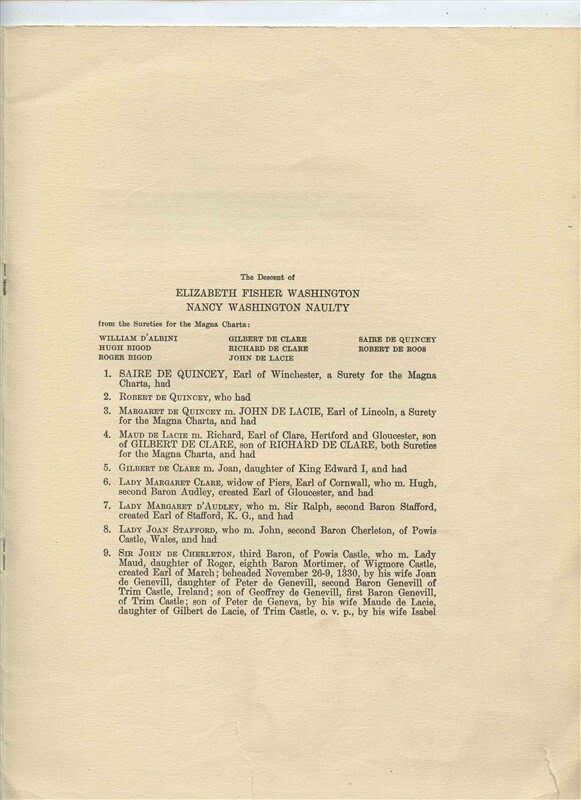 The Descent of
ELIZABETH FISHER WASHINGTON
NANCY WASHINGTON NAULTY
from the Sureties for the Magna Charta:
WILLIAM D'ALBINI GILBERT DE CLARE SAIRE DE QUINCEY
HUGH BIGOD RICHARD DE CLARE ROBERT DE ROOS
ROGER BIGOD JOHN DE LACIE
1. SAIRE DE QUINCEY, Earl of Winchester, a Surety for the Magna
Charta, had
2. ROBERT DE QUINCEY, who had
3. MARGARET DE QUINCEY m. JOHN DE LACIE, Earl of Lincoln, a Surety
for the Magna Charta, and had
4. MAUD DE LACIE m. Richard, Earl of Clare, Hertford and Gloucester, son
of GILBERT DE CLARE, son of RICHARD DE CLARE, both Sureties
for the Magna Charta, and had
5. GILBERT DE CLARE m. Joan, daughter of King Edward I, and had
6. LADY MARGARET CLARE, widow of Piers, Earl of Cornwall, who m. Hugh,
second Baron Audley, created Earl of Gloucester, and had
7. LADY MARGARET D'AUDLEY, who m. Sir Ralph, second Baron Stafford,
created Earl of Stafford, K. G., and had
8. LADY JOAN STAFFORD, who m. John, second Baron Cherleton, of Powis
Castle, Wales, and had
9. SIR JOHN DE CHERLETON, third Baron, of Powis Castle, who m. Lady
Maud, daughter of Roger, eighth Baron Mortimer, of Wigmore Castle,
created Earl of March; beheaded November 26-9, 1330, by his wife Joan
de Genevill, daughter of Peter de Genevill, second Baron Genevill of
Trim Castle, Ireland; son of Geoffrey de Genevill, first Baron Genevill,
of Trim Castle; son of Peter de Geneva, by his wife Maude de Lacie,
daughter of Gilbert de Lacie, of Trim Castle, o. v. p., by his wife Isabel